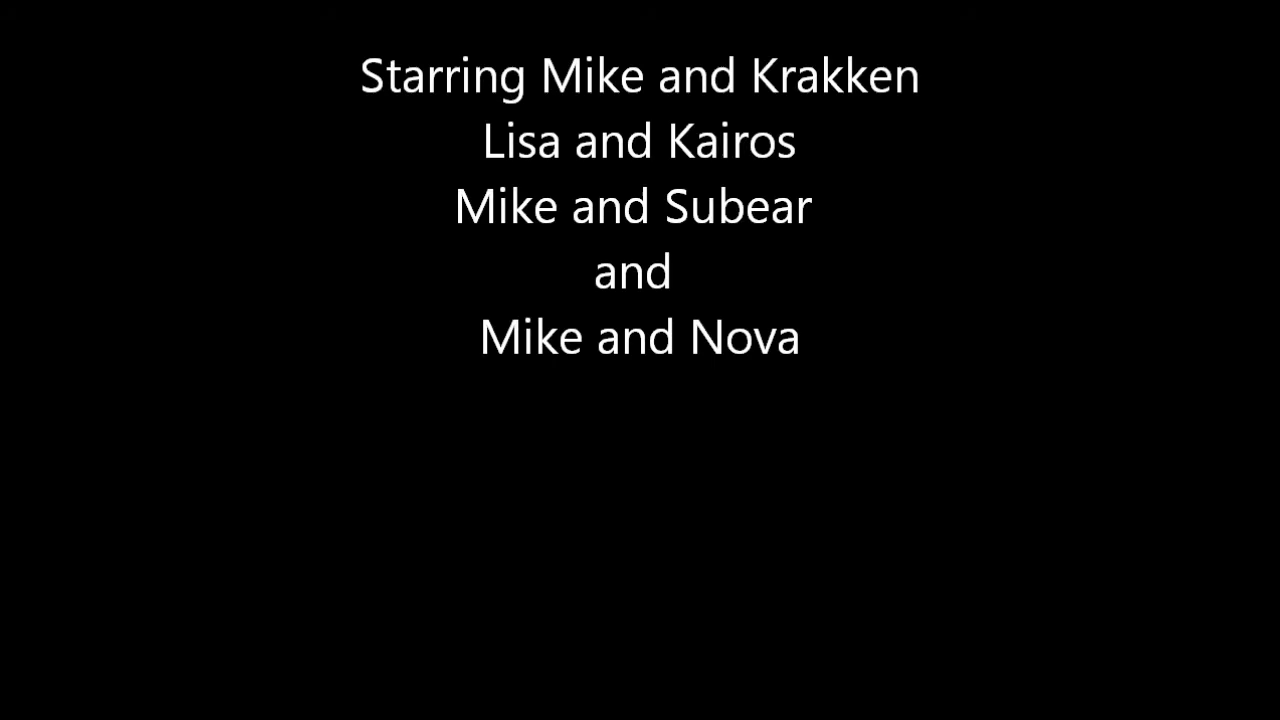 Starring Mike and Krakken
Lisa and Kairos
Mike and Subear
and
Mike and Nova